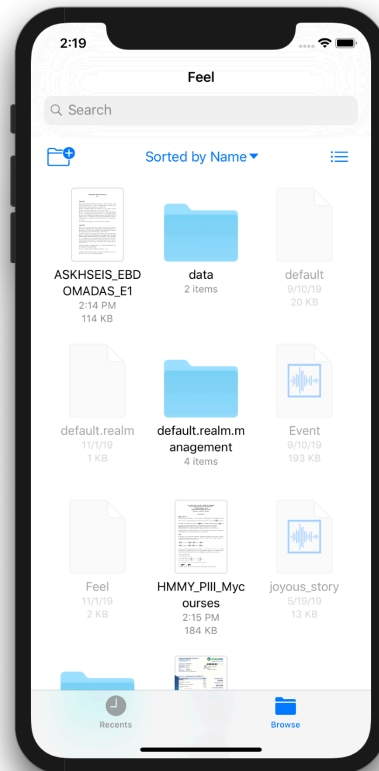 2:19
Feel
Search
Sorted by Name
ASKHSEIS_EBD
OMADAS_E1
2:14 PM
114 KB
data
2 items
default
9/10/19
20 KB
default.realm
11/1/19
1 KB
default.realm.m
anagement
4 items
Event
9/10/19
193 KB
Feel
11/1/19
2 KB
HMMY_PIII_Myc
ourses
2:15 PM
184 KB
joyous_story
5/19/19
13 KB
Recents
Browse